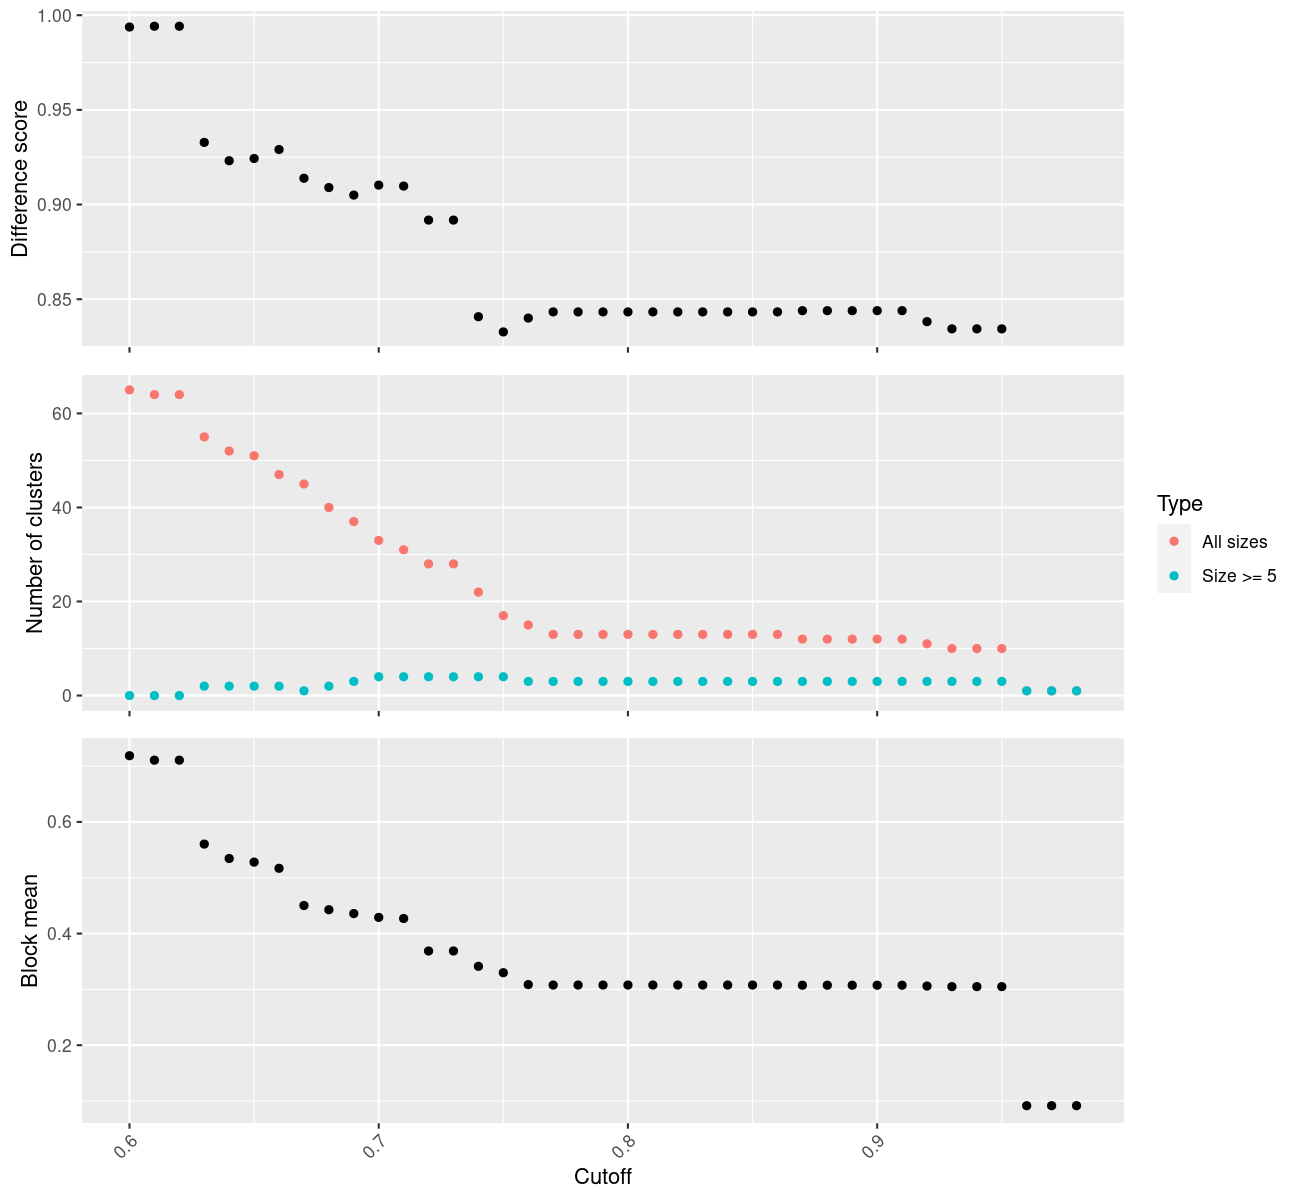 Difference score
1.00
0.95
0.90
0.85
Number of clusters
60
40
20
0
Type
All sizes
Size >= 5
Block mean
0.6
0.4
0.2
0.6
0.7
0.8
0.9
Cutoff